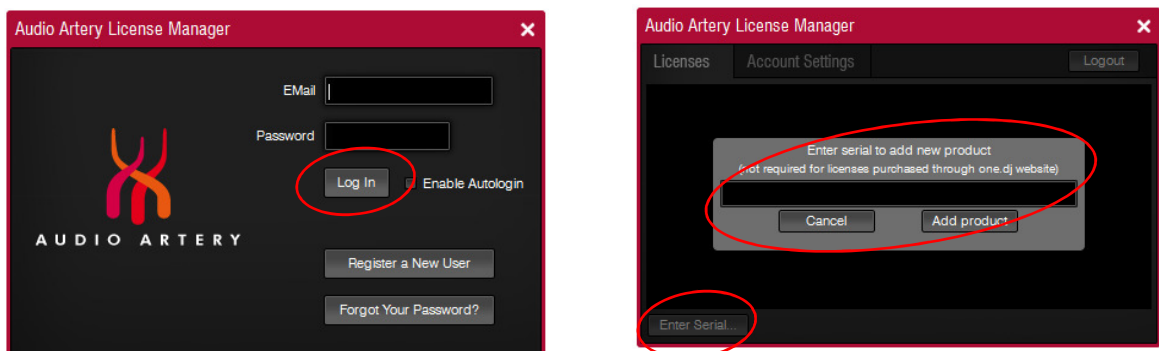 Audio Artery License Manager
EMail
Password
Log In
Enable Autologin
AUDIO ARTERY
Register a New User
Forgot Your Password?
Audio Artery License Manager
Licenses
Account Settings
Logout
Enter serial to add new product
(not required for licenses purchased through one.dj website)
Cancel
Add product
Enter Serial...